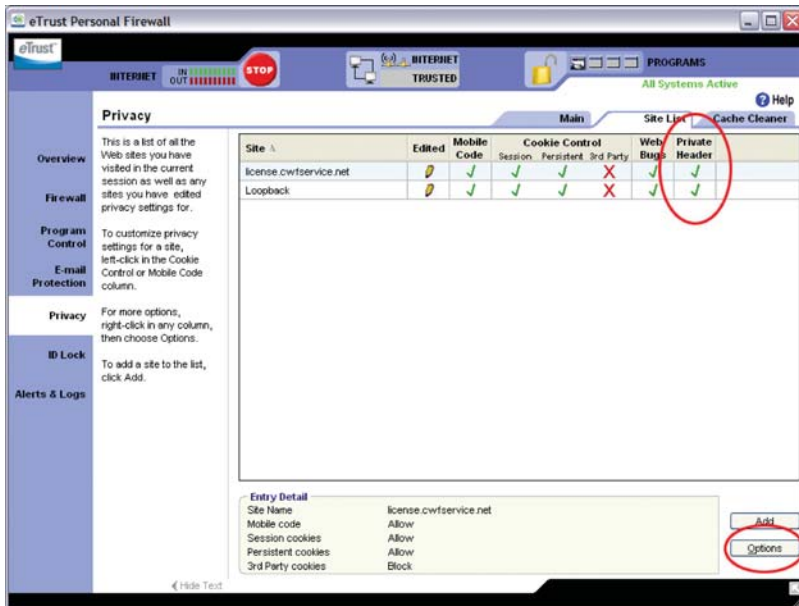 eTrust Personal Firewall
eTrust
INTERNET
IN
OUT
STOP
INTERNET
TRUSTED
PROGRAMS
All Systems Active
Help
Privacy
Main
Site List
Cache Cleaner
Overview
Firewall
Program
Control
E-mail
Protection
Privacy
ID Lock
Alerts & Logs
This is a list of all the
Web sites you have
visited in the current
session as well as any
sites you have edited
privacy settings for.
To customize privacy
settings for a site,
left-click in the Cookie
Control or Mobile Code
column.
For more options,
right-click in any column,
then choose Options.
To add a site to the list,
click Add.
Site Edited Mobile Code Cookie Control Web Bugs Private Header
Session Persistent 3rd Party
license.cwfservice.net
Loopback
Entry Detail
Site Name license.cwfservice.net
Mobile code Allow
Session cookies Allow
Persistent cookies Allow
3rd Party cookies Block
Add
Options
Hide Text